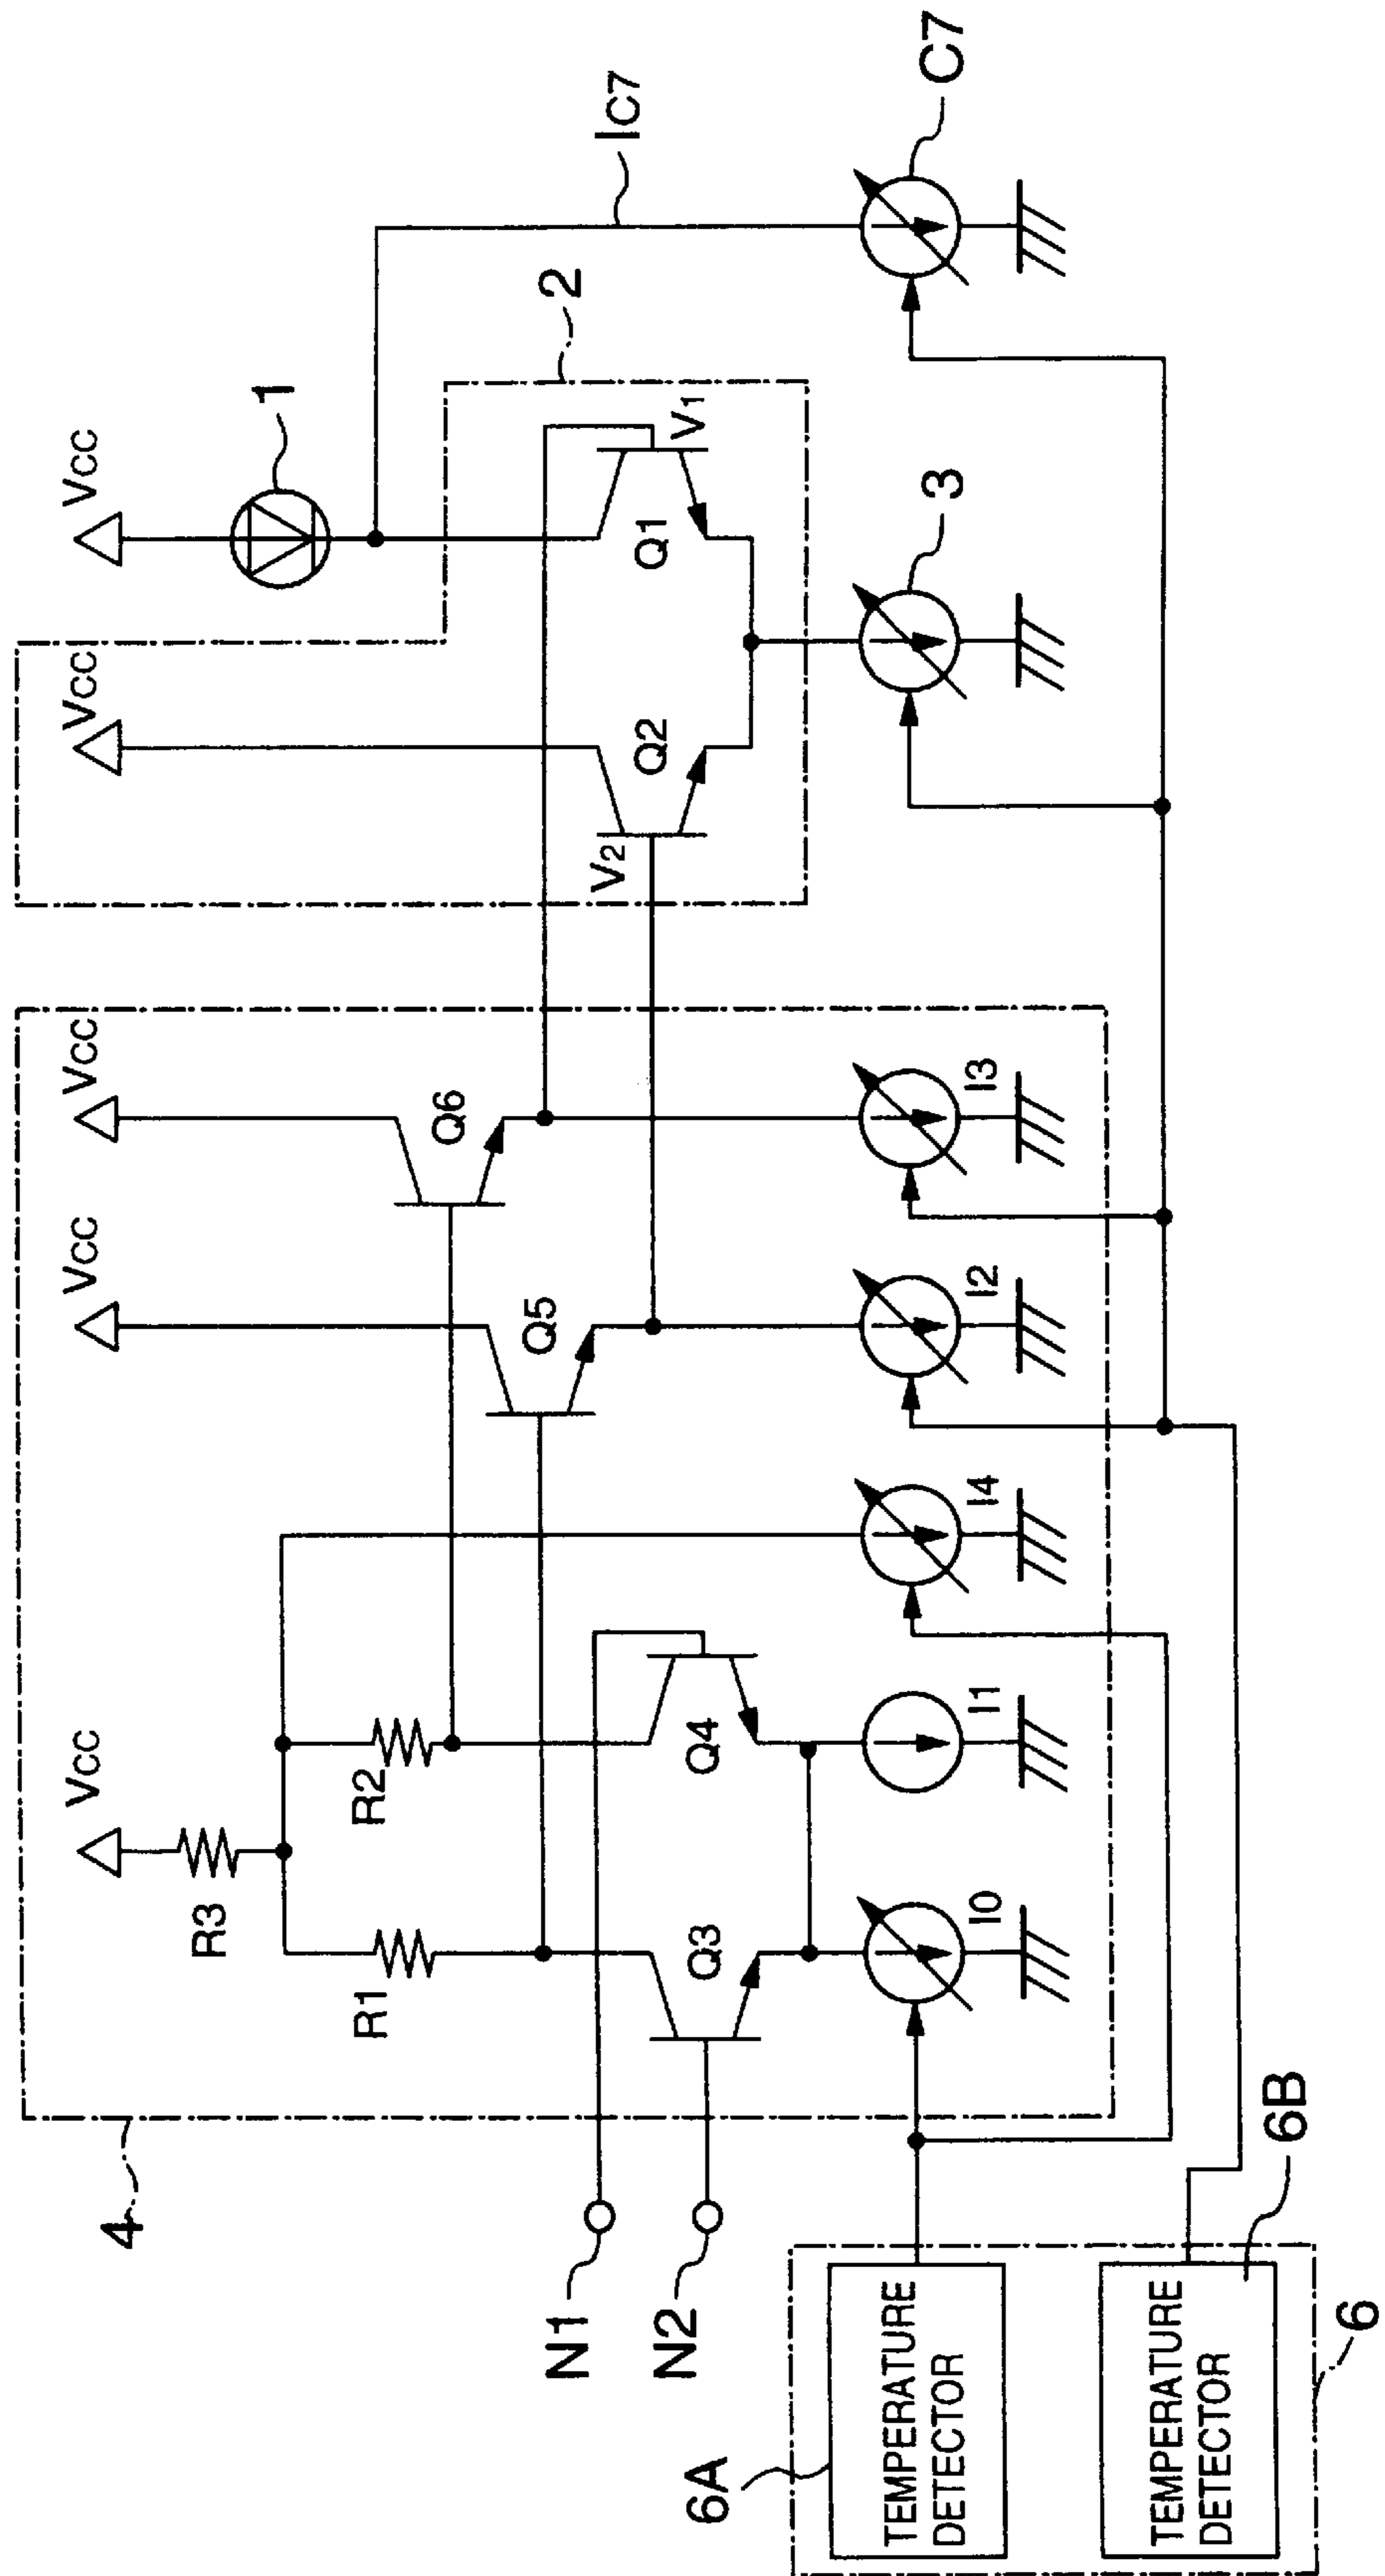 4
VCC
VCC
VCC
VCC
VCC
1
2
IC7
C7
R3
R1
R2
Q6
Q5
Q3
Q4
Q2
Q1
V2
V1
3
N1
N2
I0
I1
I4
I2
I3
6A
TEMPERATURE
DETECTOR
TEMPERATURE
DETECTOR
6B
6